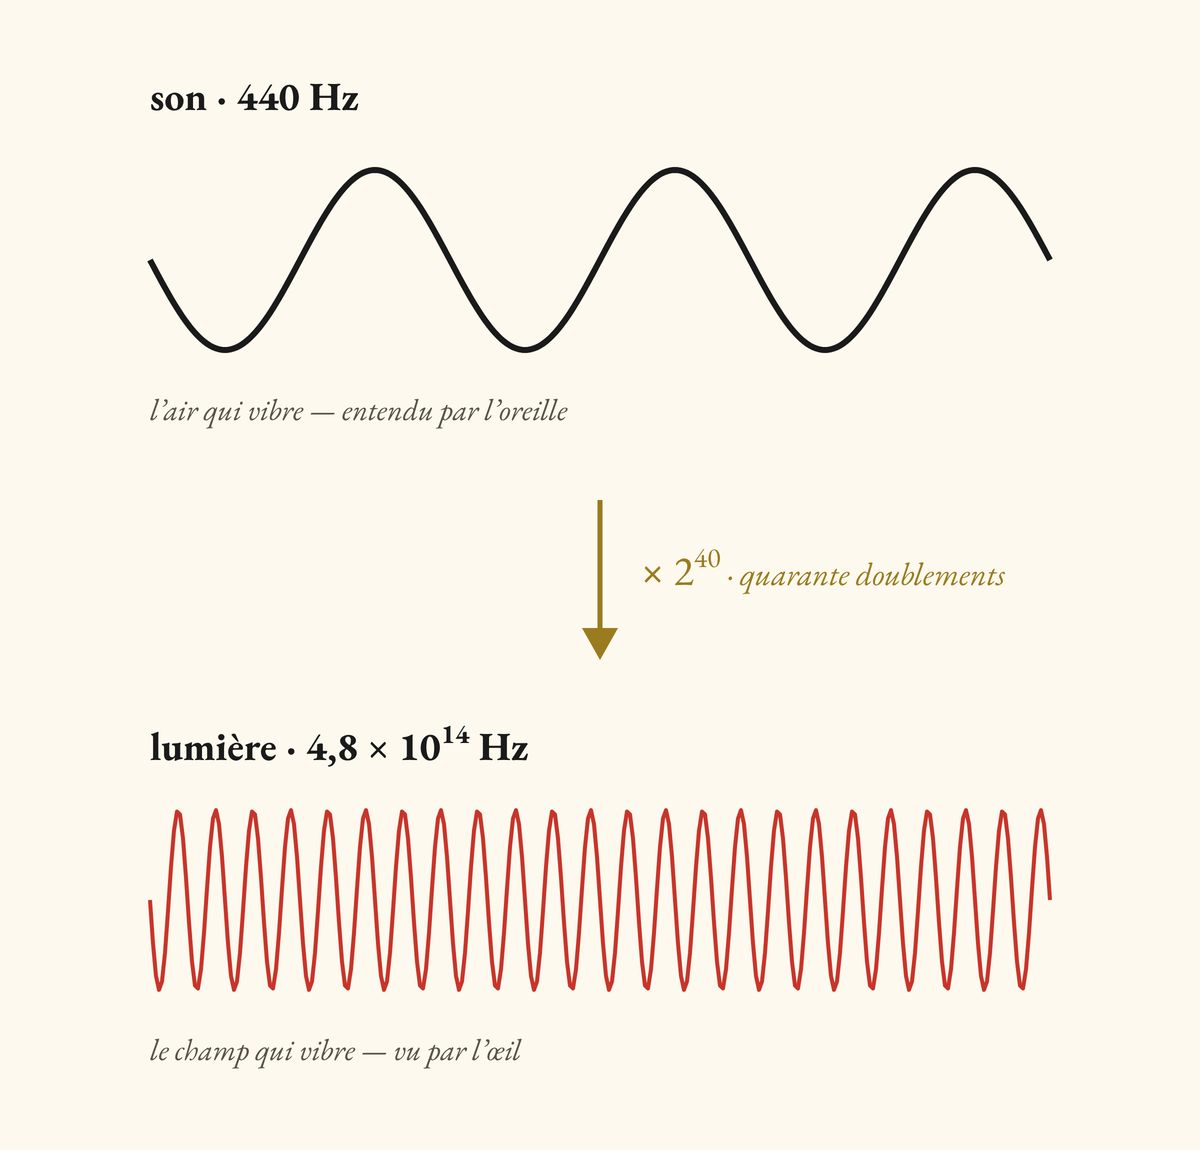 son · 440 Hz
l’air qui vibre — entendu par l’oreille
× 2⁴⁰ · quarante doublements
lumière · 4,8 × 10¹⁴ Hz
le champ qui vibre — vu par l’œil